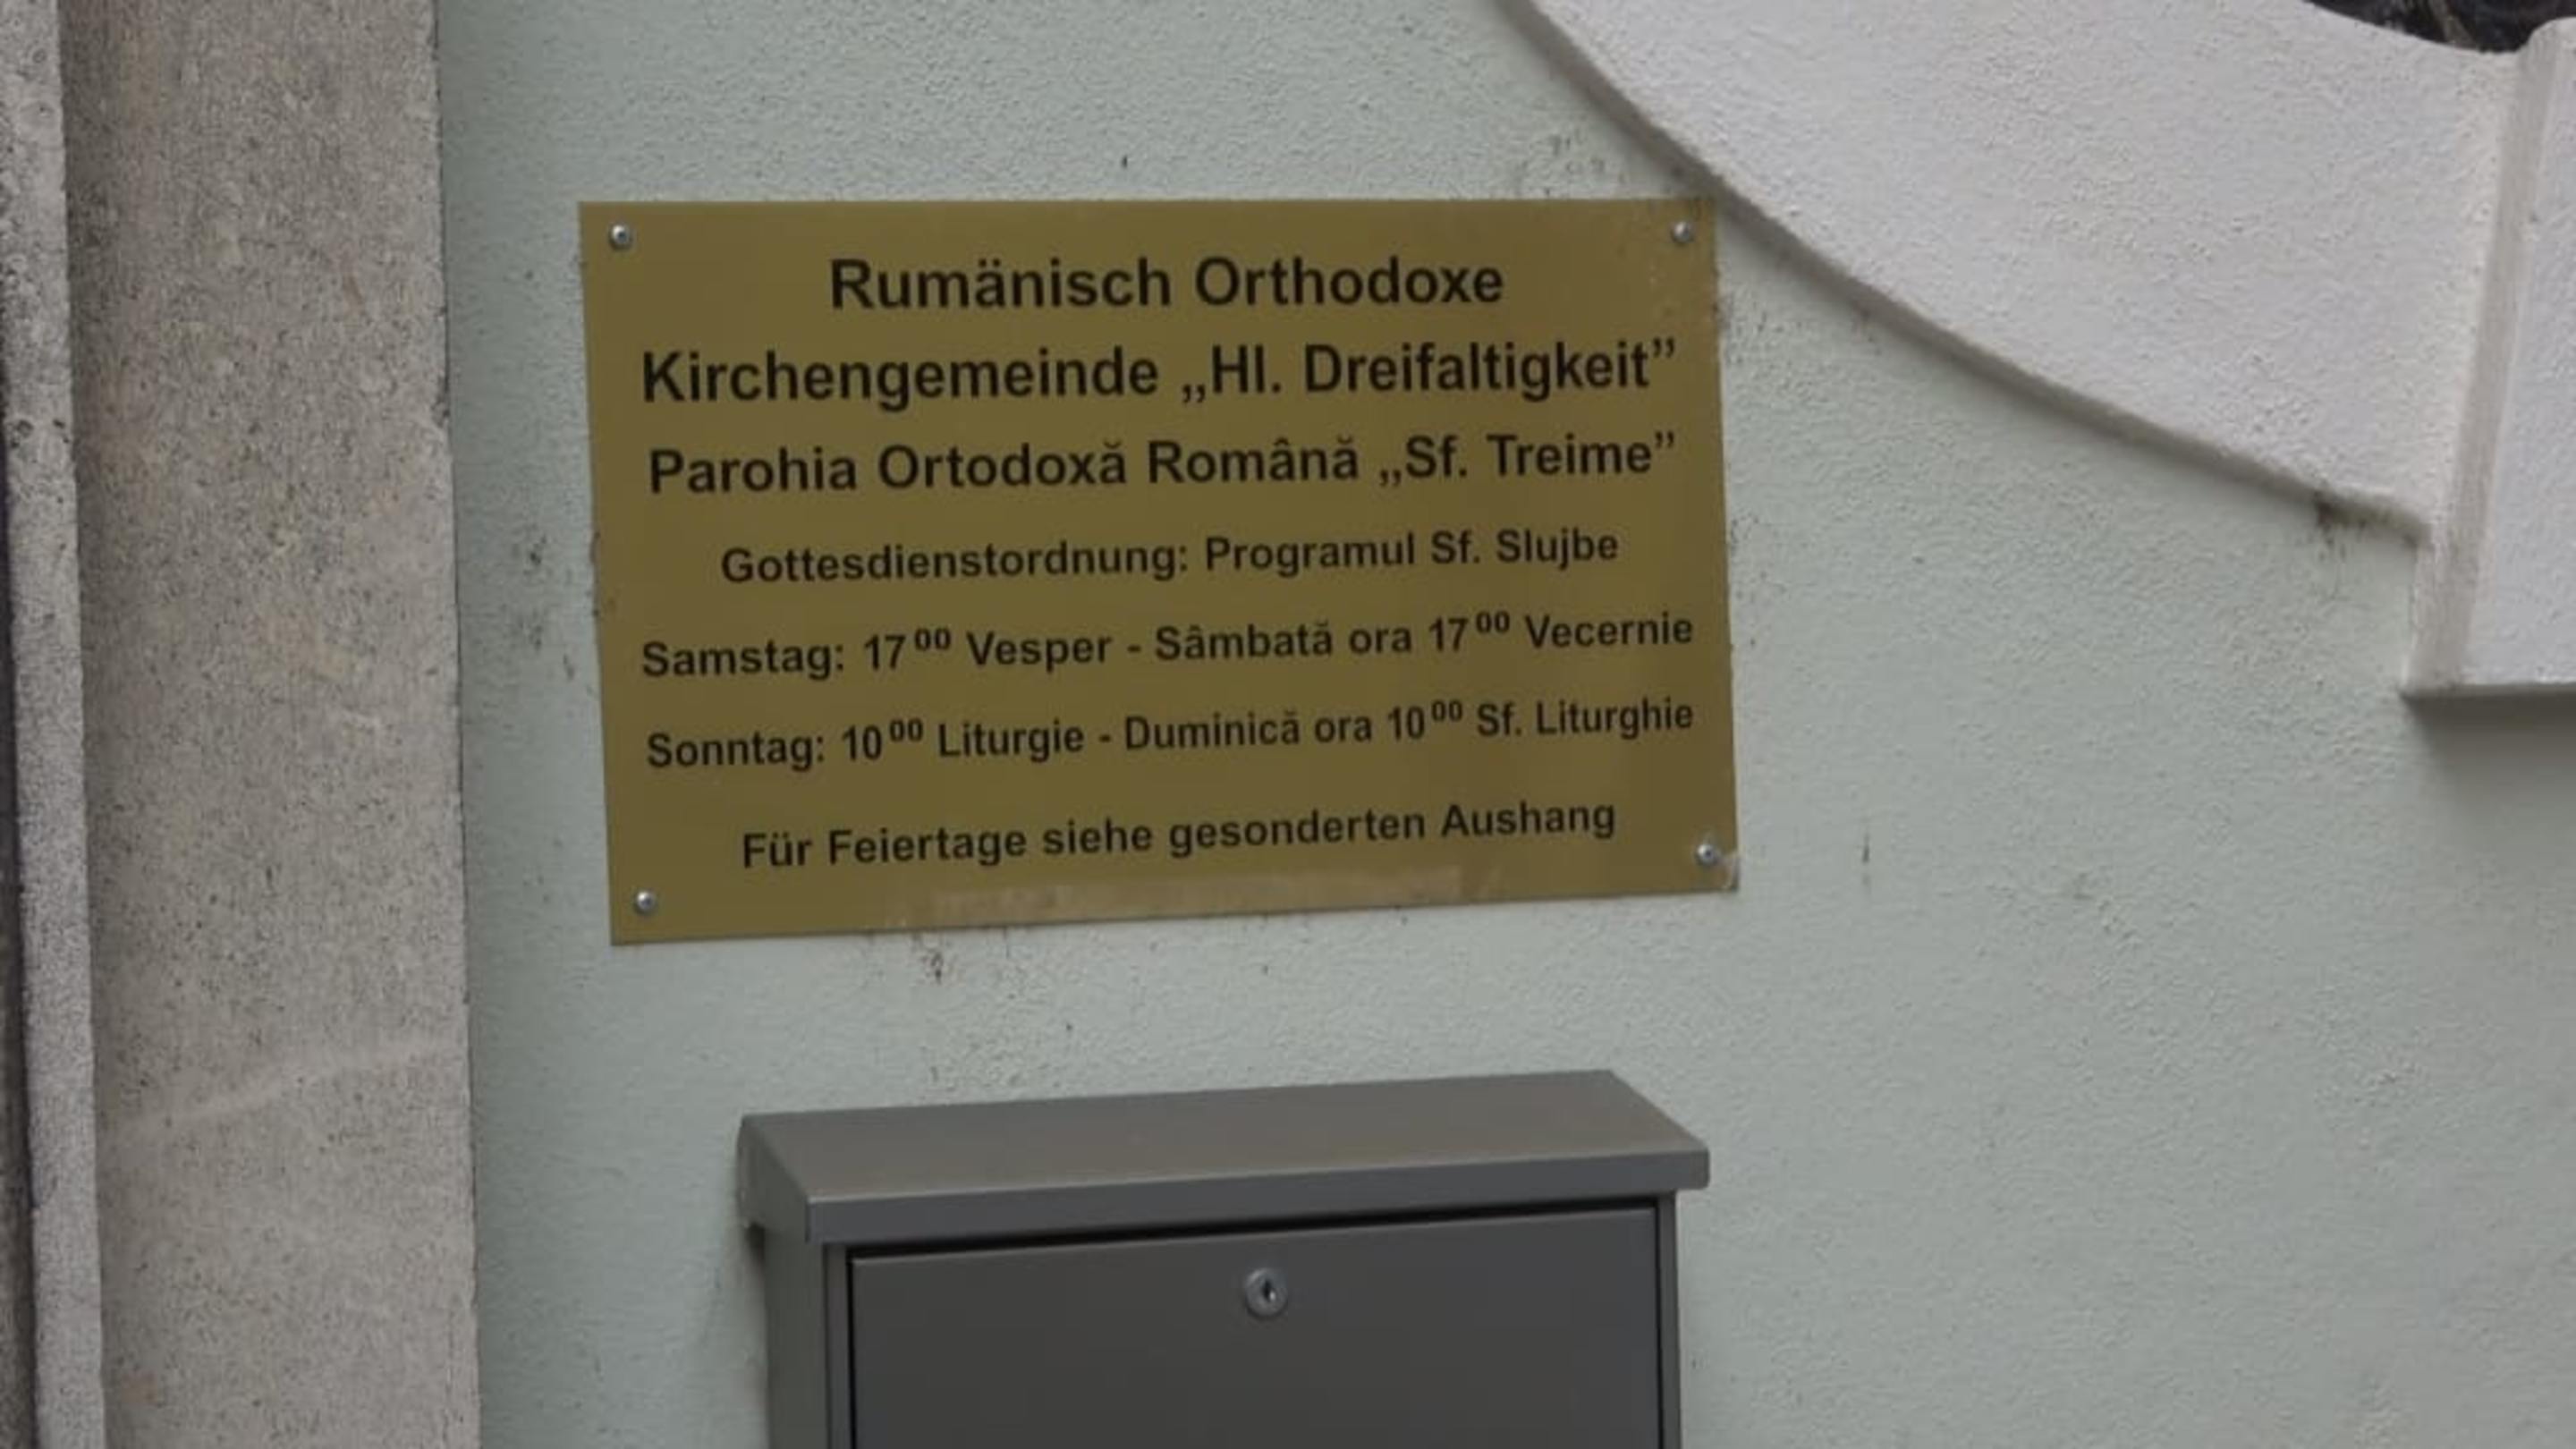 Rumänisch Orthodoxe
Kirchengemeinde „Hl. Dreifaltigkeit”
Parohia Ortodoxă Română „Sf. Treime”
Gottesdienstordnung: Programul Sf. Slujbe
Samstag: 17⁰⁰ Vesper - Sâmbată ora 17⁰⁰ Vecernie
Sonntag: 10⁰⁰ Liturgie - Duminică ora 10⁰⁰ Sf. Liturghie
Für Feiertage siehe gesonderten Aushang